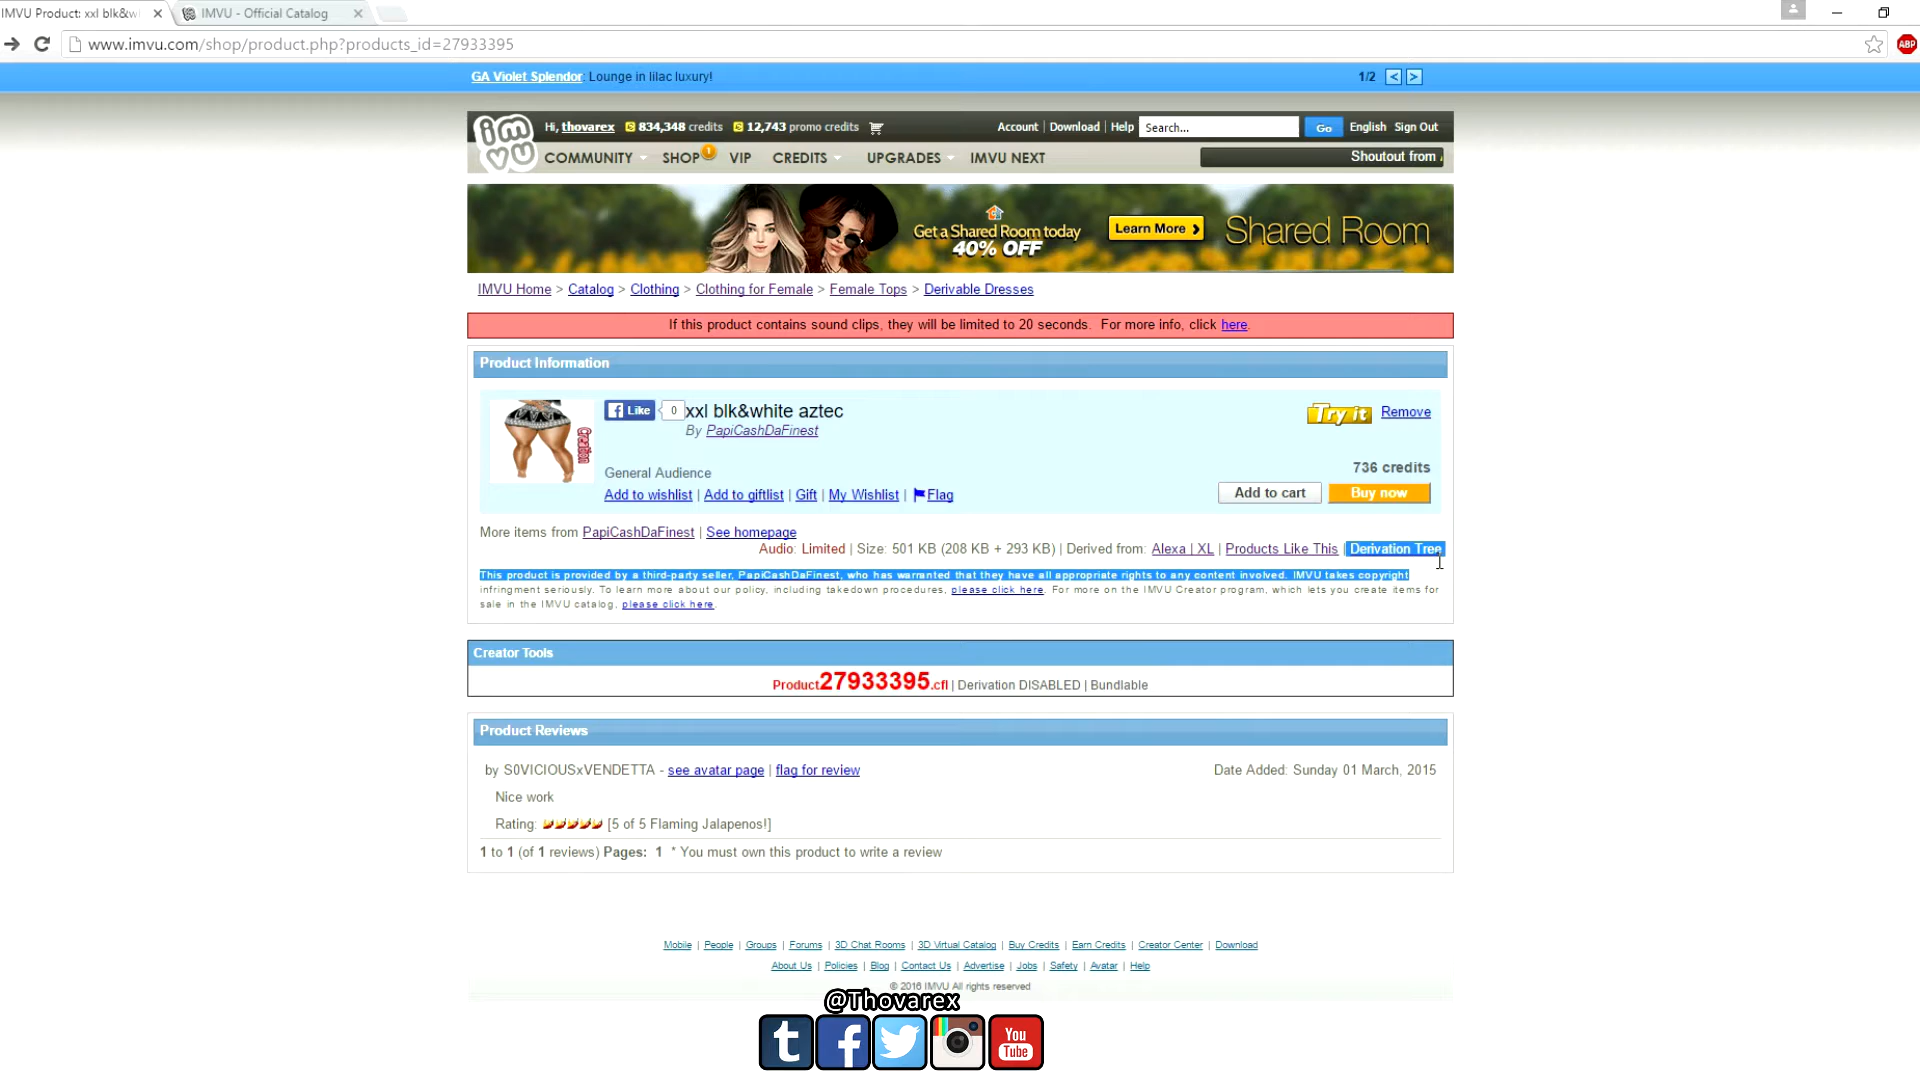 IMVU Product: xxl blk&w
IMVU - Official Catalog
www.imvu.com/shop/product.php?products_id=27933395
ABP
GA Violet Splendor: Lounge in lilac luxury!
1/2 < >
imvu
Hi, thovarex 834,348 credits 12,743 promo credits
Account | Download | Help Search... Go English Sign Out
COMMUNITY SHOP 1 VIP CREDITS UPGRADES IMVU NEXT
Shoutout from
Get a Shared Room today
40% OFF
Learn More
Shared Room
IMVU Home > Catalog > Clothing > Clothing for Female > Female Tops > Derivable Dresses
If this product contains sound clips, they will be limited to 20 seconds. For more info, click here.
Product Information
Creation
Like 0 xxl blk&white aztec
By PapiCashDaFinest
Try it Remove
General Audience
736 credits
Add to wishlist | Add to giftlist | Gift | My Wishlist | Flag
Add to cart Buy now
More items from PapiCashDaFinest | See homepage
Audio: Limited | Size: 501 KB (208 KB + 293 KB) | Derived from: Alexa | XL | Products Like This | Derivation Tree
This product is provided by a third-party seller, PapiCashDaFinest, who has warranted that they have all appropriate rights to any content involved. IMVU takes copyright
infringment seriously. To learn more about our policy, including takedown procedures, please click here. For more on the IMVU Creator program, which lets you create items for
sale in the IMVU catalog, please click here.
Creator Tools
Product27933395.cfl | Derivation DISABLED | Bundlable
Product Reviews
by S0VICIOUSxVENDETTA - see avatar page | flag for review
Date Added: Sunday 01 March, 2015
Nice work
Rating: [5 of 5 Flaming Jalapenos!]
1 to 1 (of 1 reviews) Pages: 1 * You must own this product to write a review
Mobile | People | Groups | Forums | 3D Chat Rooms | 3D Virtual Catalog | Buy Credits | Earn Credits | Creator Center | Download
About Us | Policies | Blog | Contact Us | Advertise | Jobs | Safety | Avatar | Help
© 2016 IMVU All rights reserved
@Thovarex
You
Tube